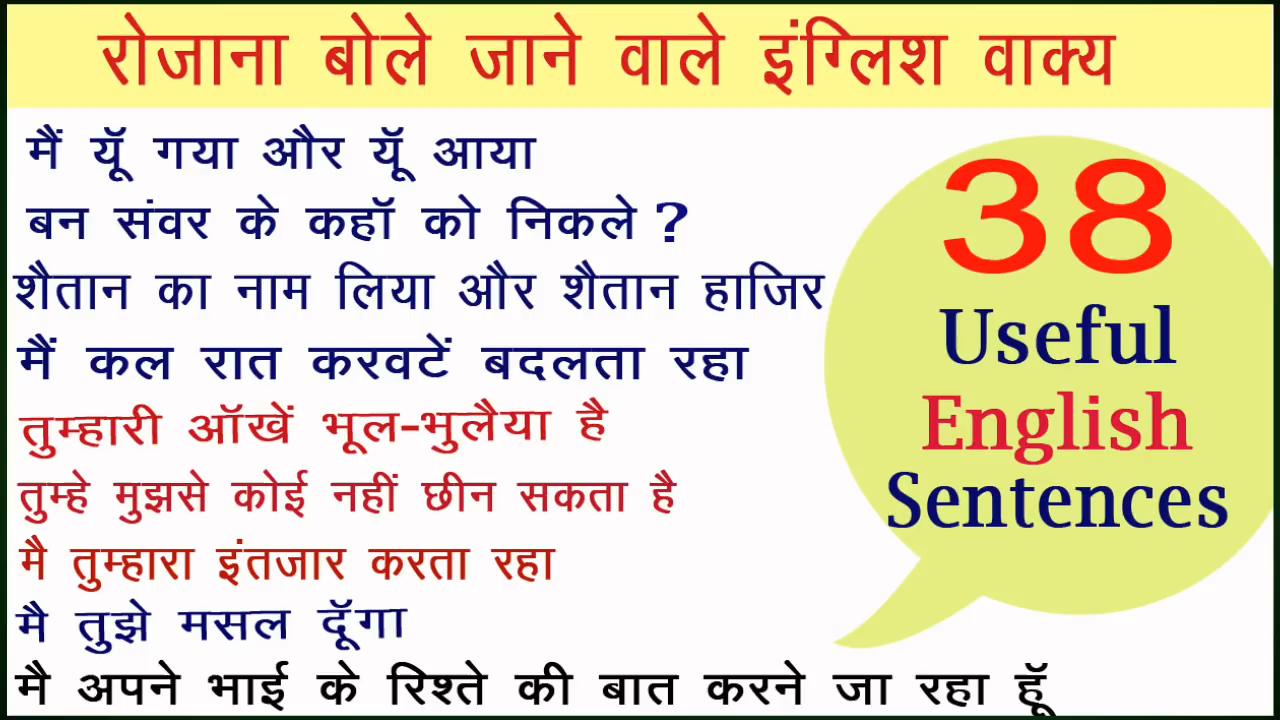 रोजाना बोले जाने वाले इंग्लिश वाक्य
मैं यूॅ गया और यूॅ आया
बन संवर के कहॉ को निकले ?
शैतान का नाम लिया और शैतान हाजिर
मैं कल रात करवटें बदलता रहा
तुम्हारी ऑखें भूल-भुलैया है
तुम्हे मुझसे कोई नहीं छीन सकता है
मै तुम्हारा इंतजार करता रहा
मै तुझे मसल दूॅगा
मै अपने भाई के रिश्ते की बात करने जा रहा हूॅ
38
Useful
English
Sentences